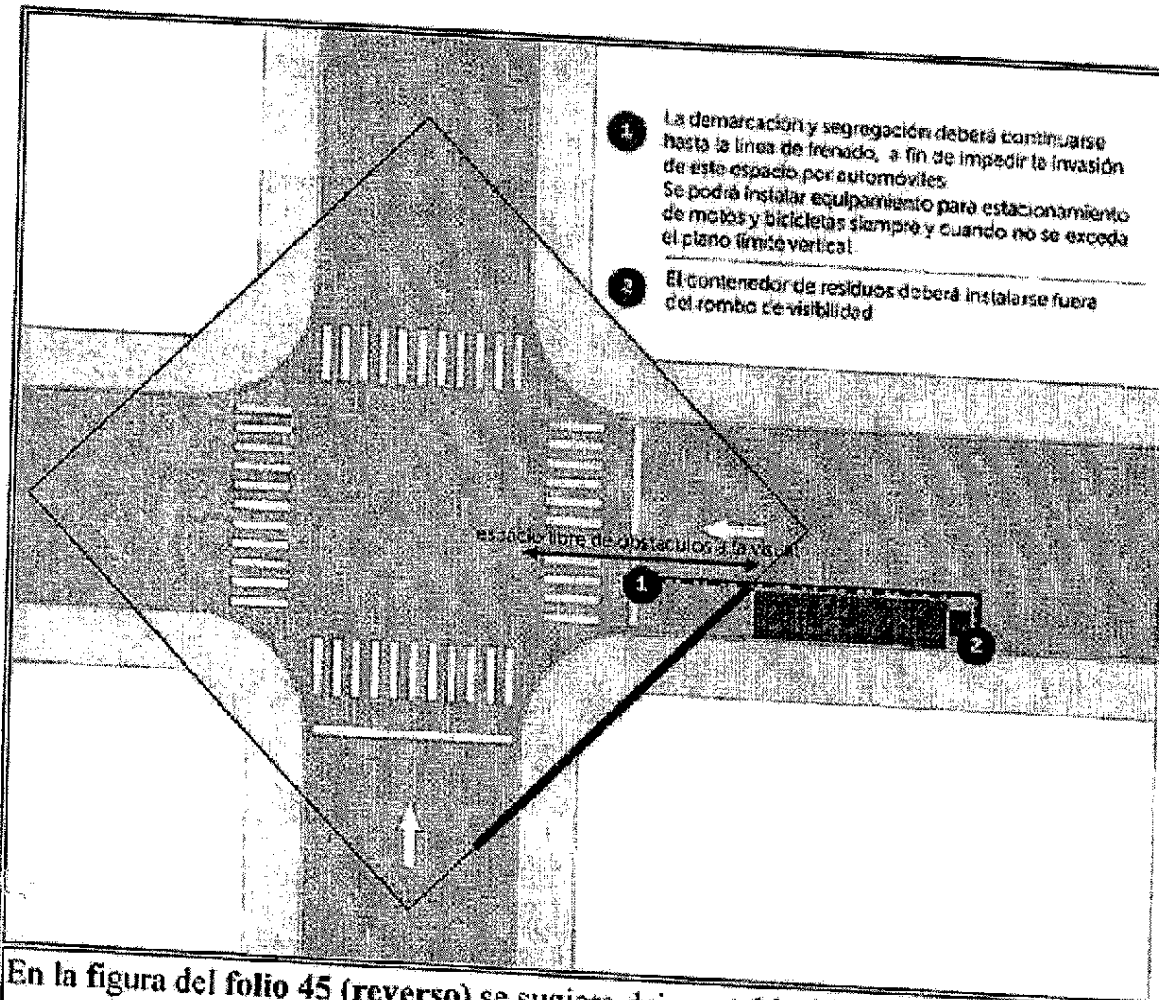 1 La demarcación y segregación deberá continuarse
hasta la línea de frenado, a fin de impedir la invasión
de este espacio por automóviles
Se podrá instalar equipamiento para estacionamiento
de motos y bicicletas siempre y cuando no se exceda
el plano límite vertical
2 El contenedor de residuos deberá instalarse fuera
del rombo de visibilidad
espacio libre de obstáculos a la visual
1
2
En la figura del folio 45 (reverso) se sugiere